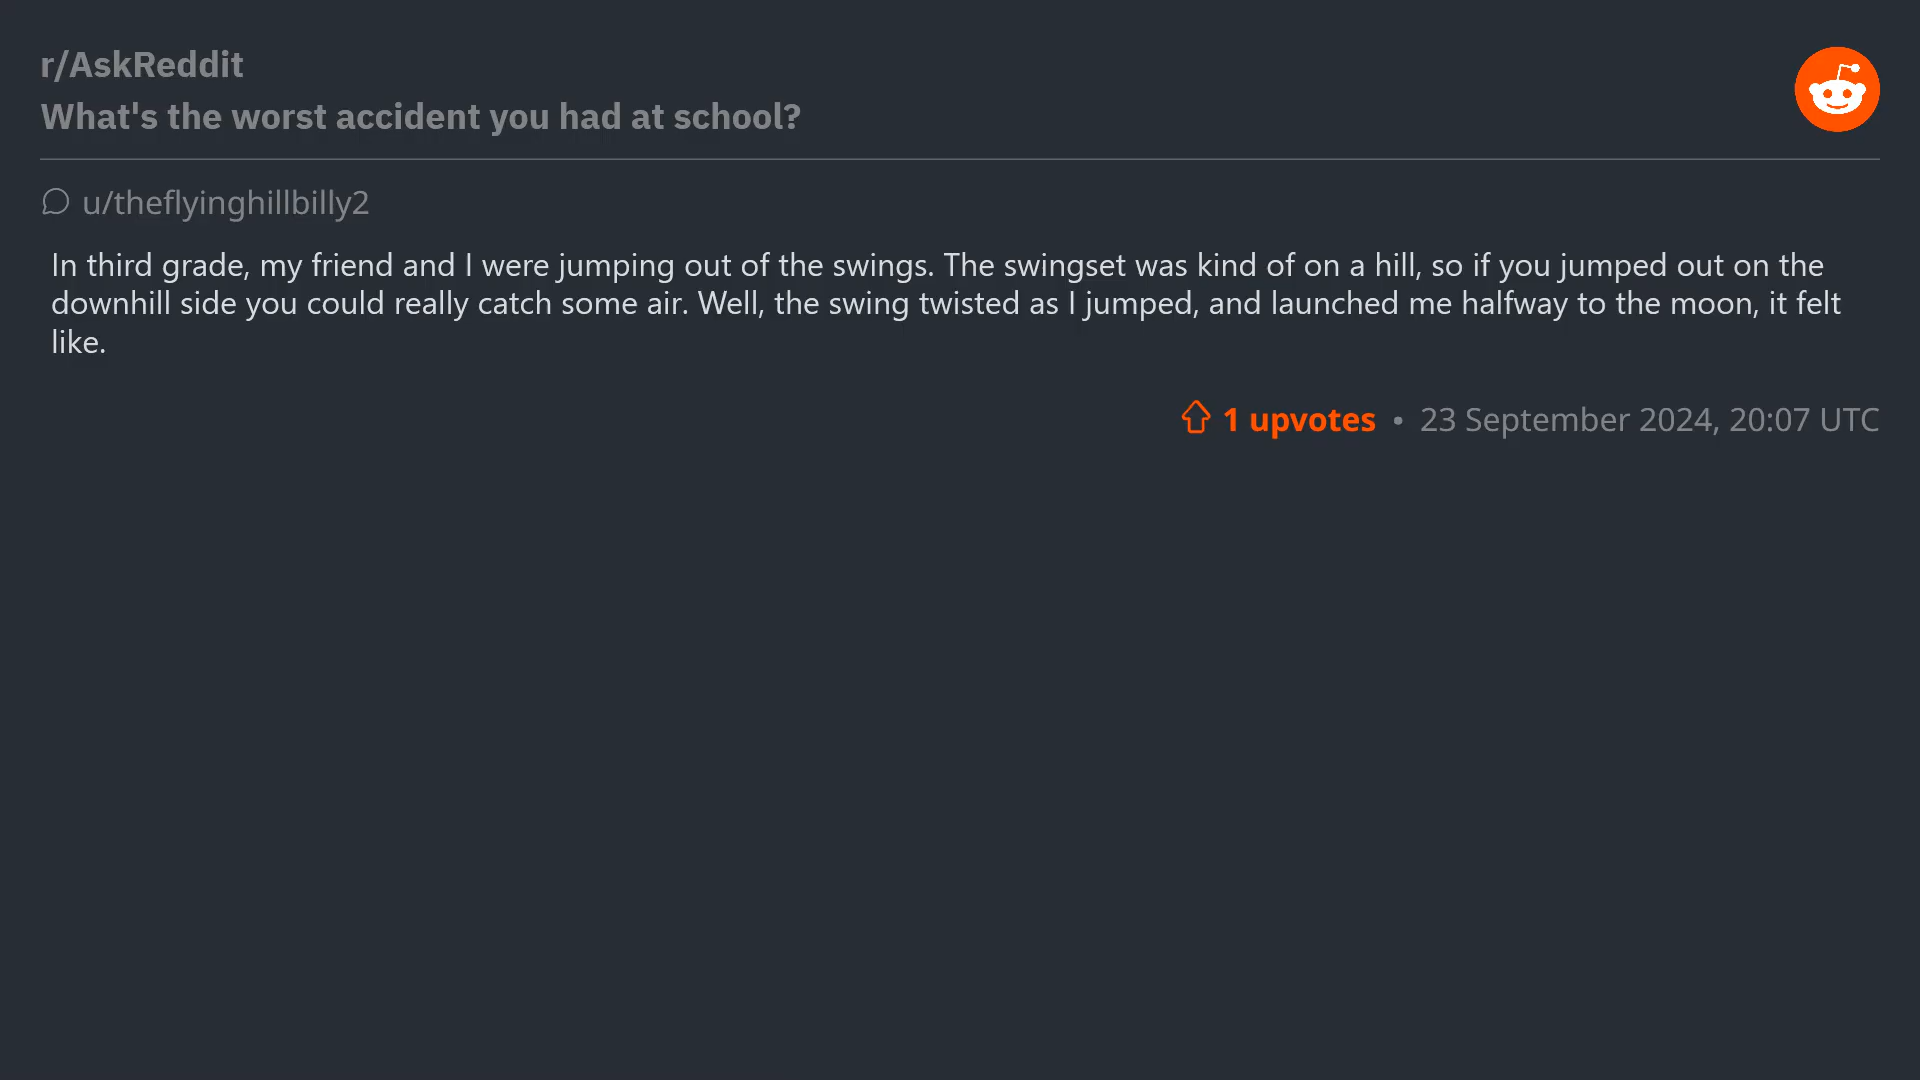 r/AskReddit
What's the worst accident you had at school?
u/theflyinghillbilly2
In third grade, my friend and I were jumping out of the swings. The swingset was kind of on a hill, so if you jumped out on the
downhill side you could really catch some air. Well, the swing twisted as I jumped, and launched me halfway to the moon, it felt
like.
1 upvotes • 23 September 2024, 20:07 UTC